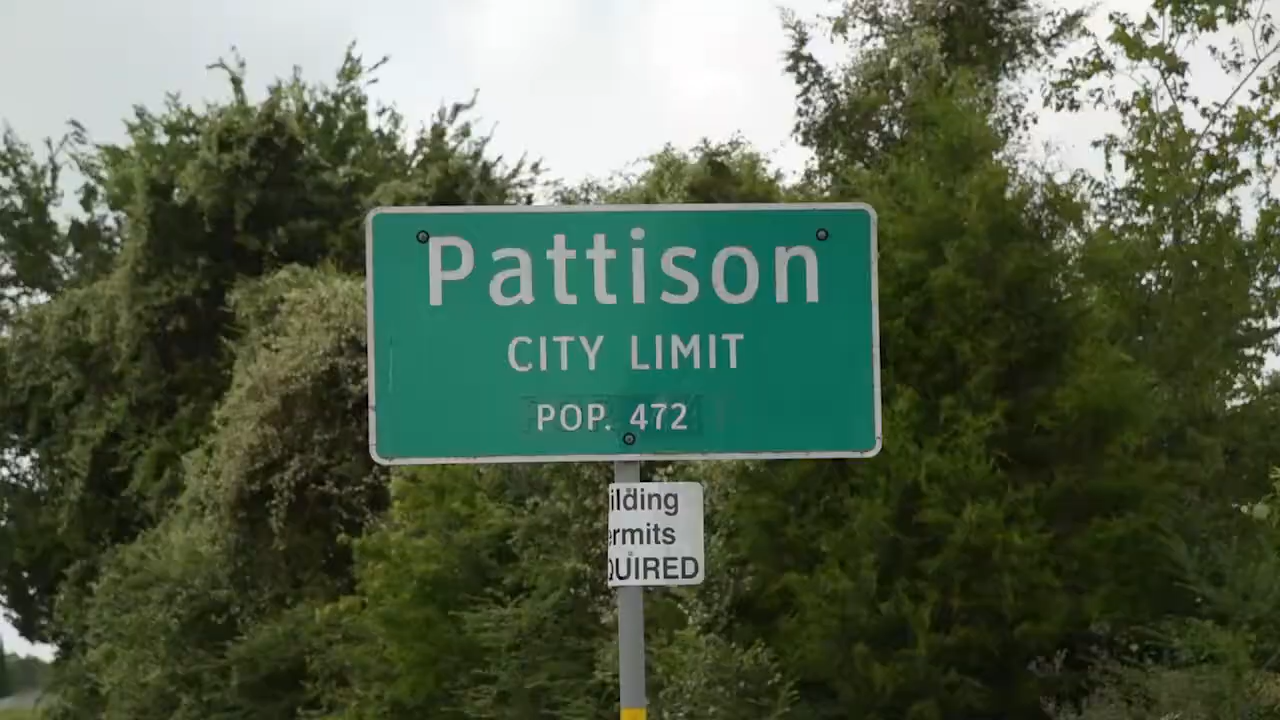 Pattison
CITY LIMIT
POP. 472
ilding
ermits
QUIRED